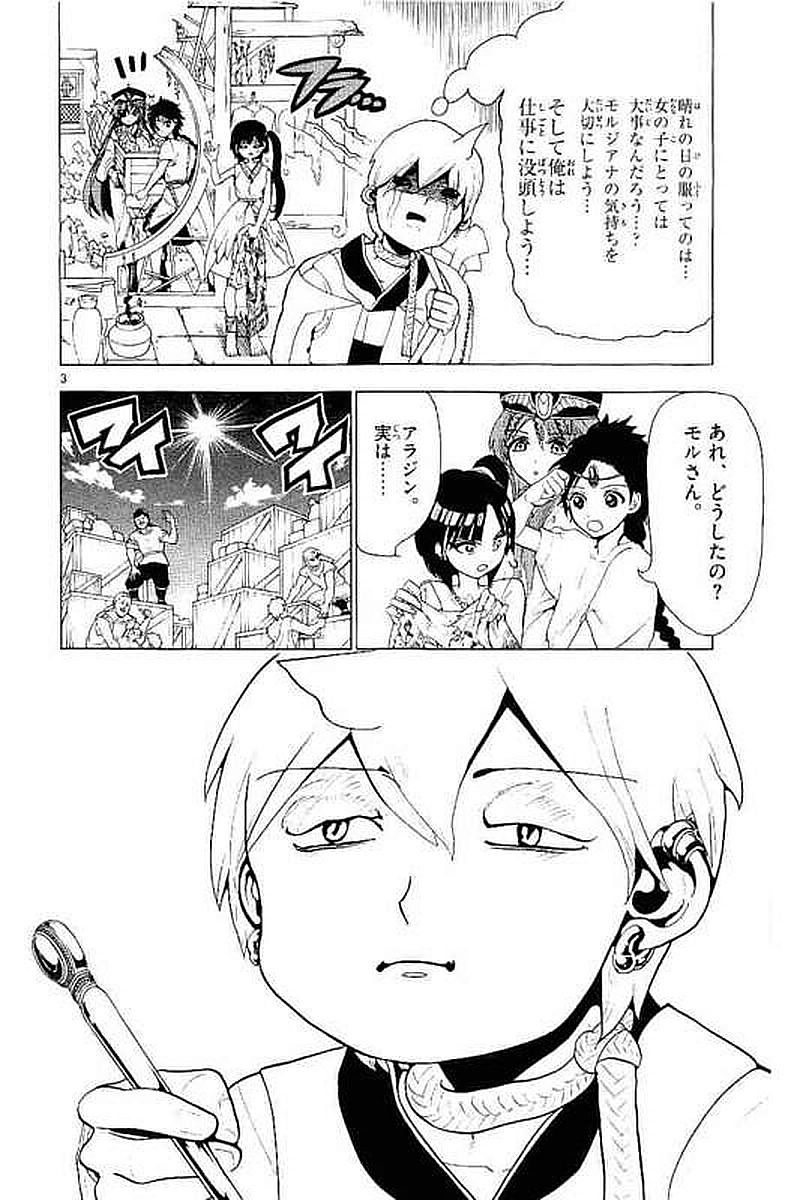 晴れの日の服ってのは…
女の子にとっては
大事なんだろう…？
モルジアナの気持ちを
大切にしよう…
そして俺は
仕事に没頭しよう…
フラ…
3
あれ、どうしたの？
モルさん。
アラジン。
実は……
ワイ
ワイ